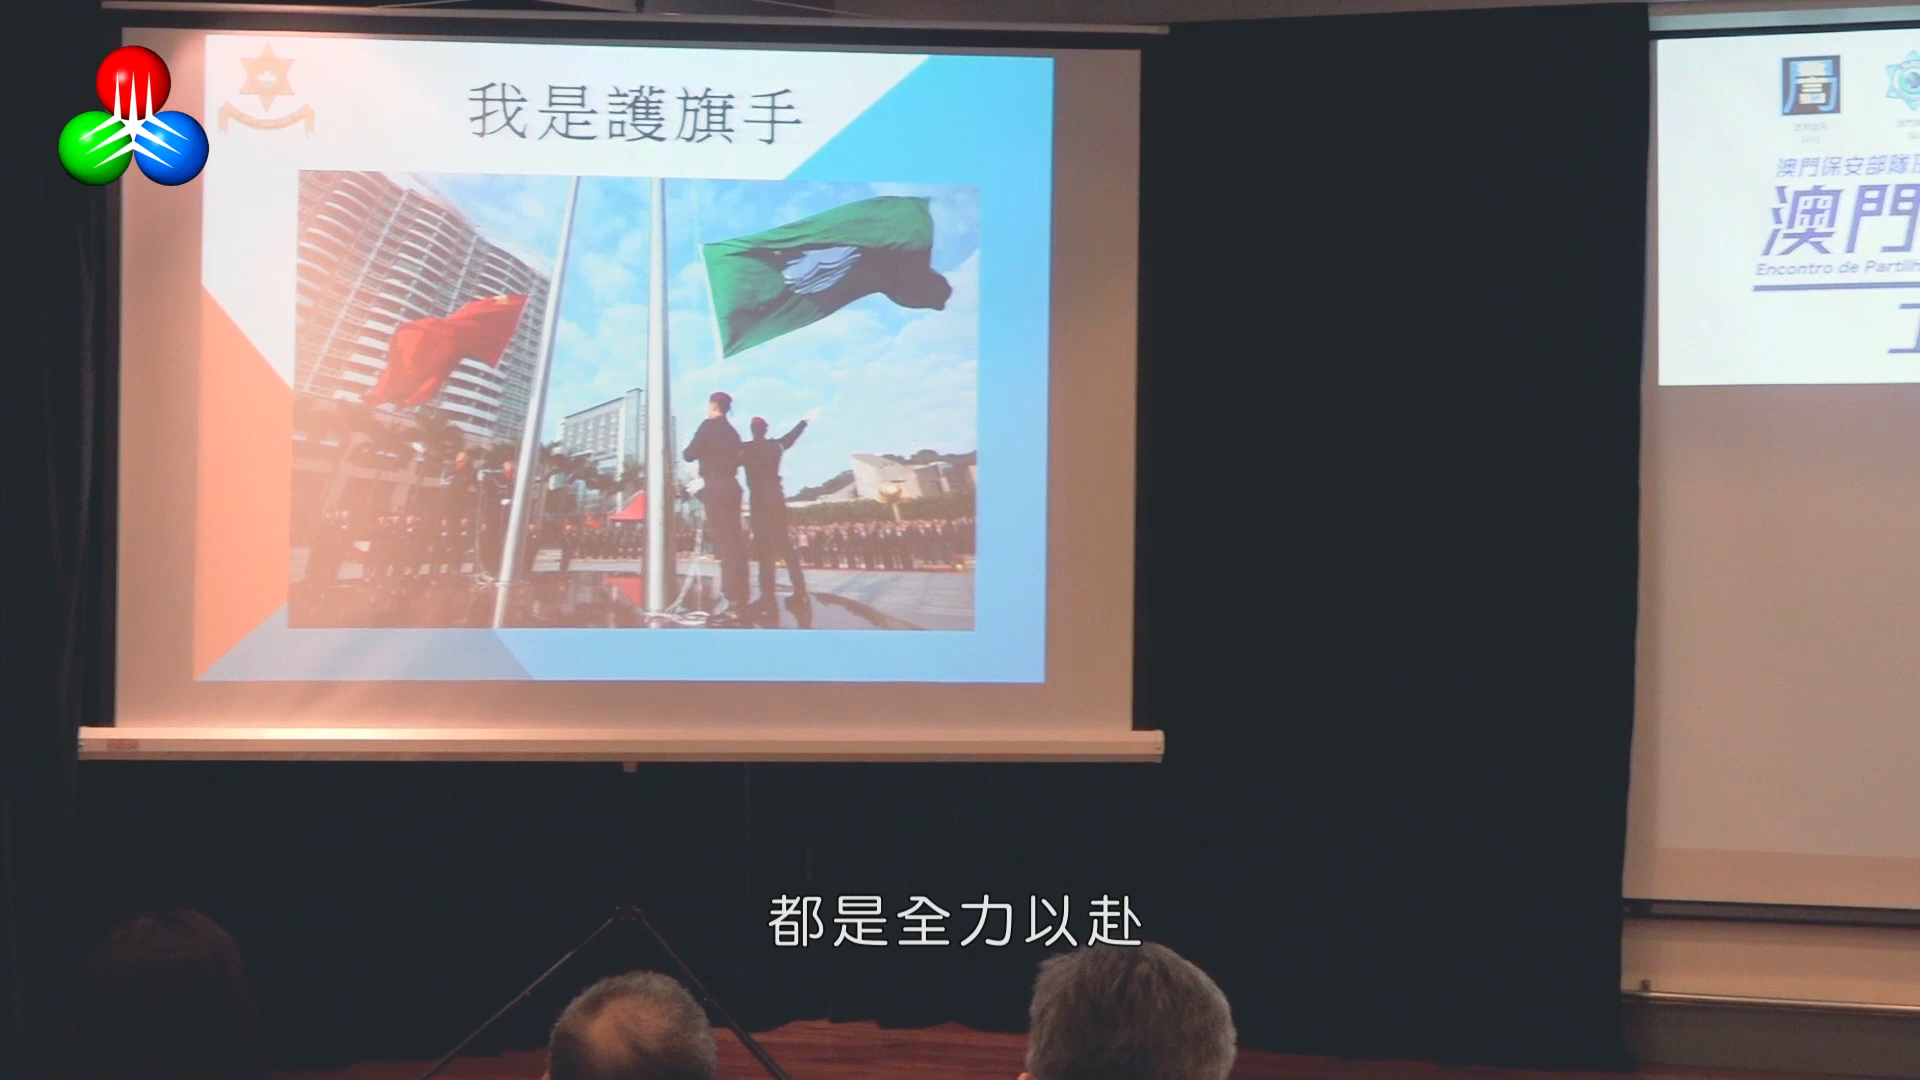 我是護旗手
澳門保安部隊
澳門
Encontro de Partilh
都是全力以赴